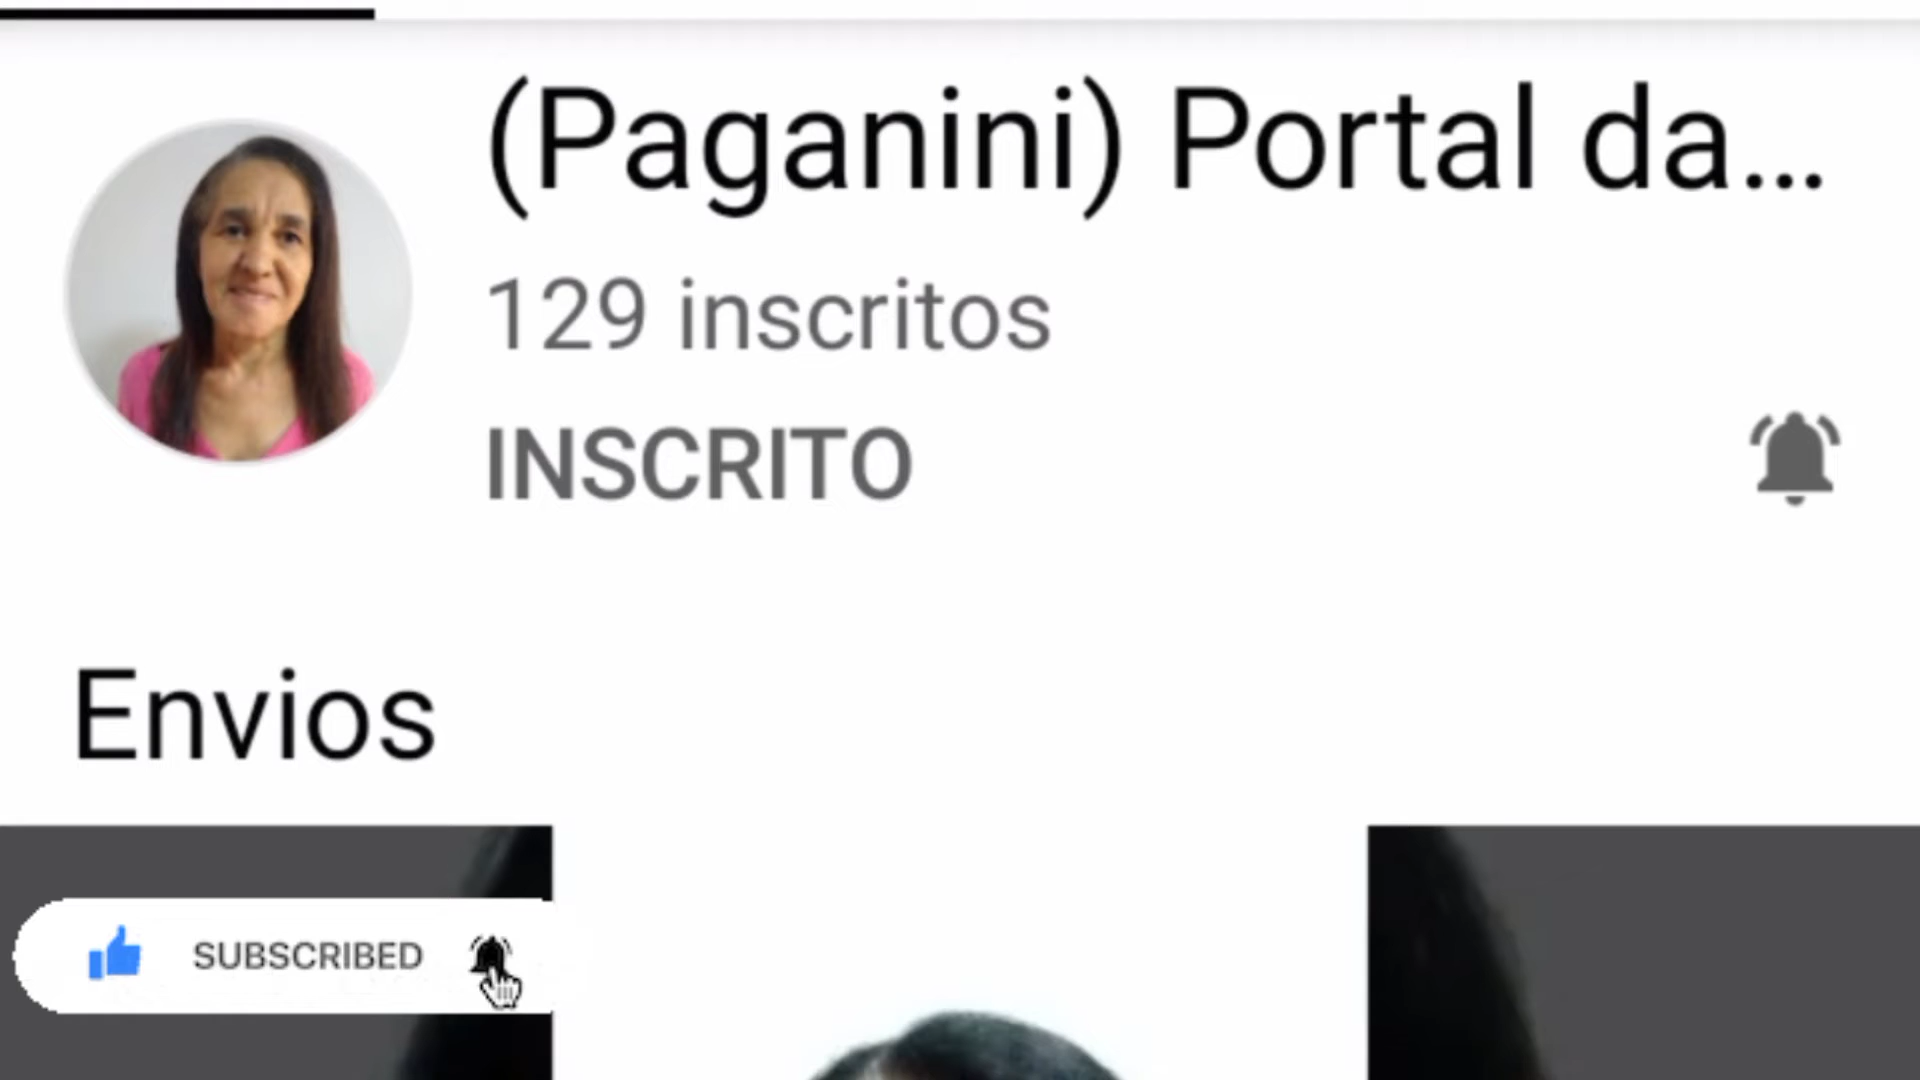 (Paganini) Portal da...
129 inscritos
INSCRITO
Envios
SUBSCRIBED